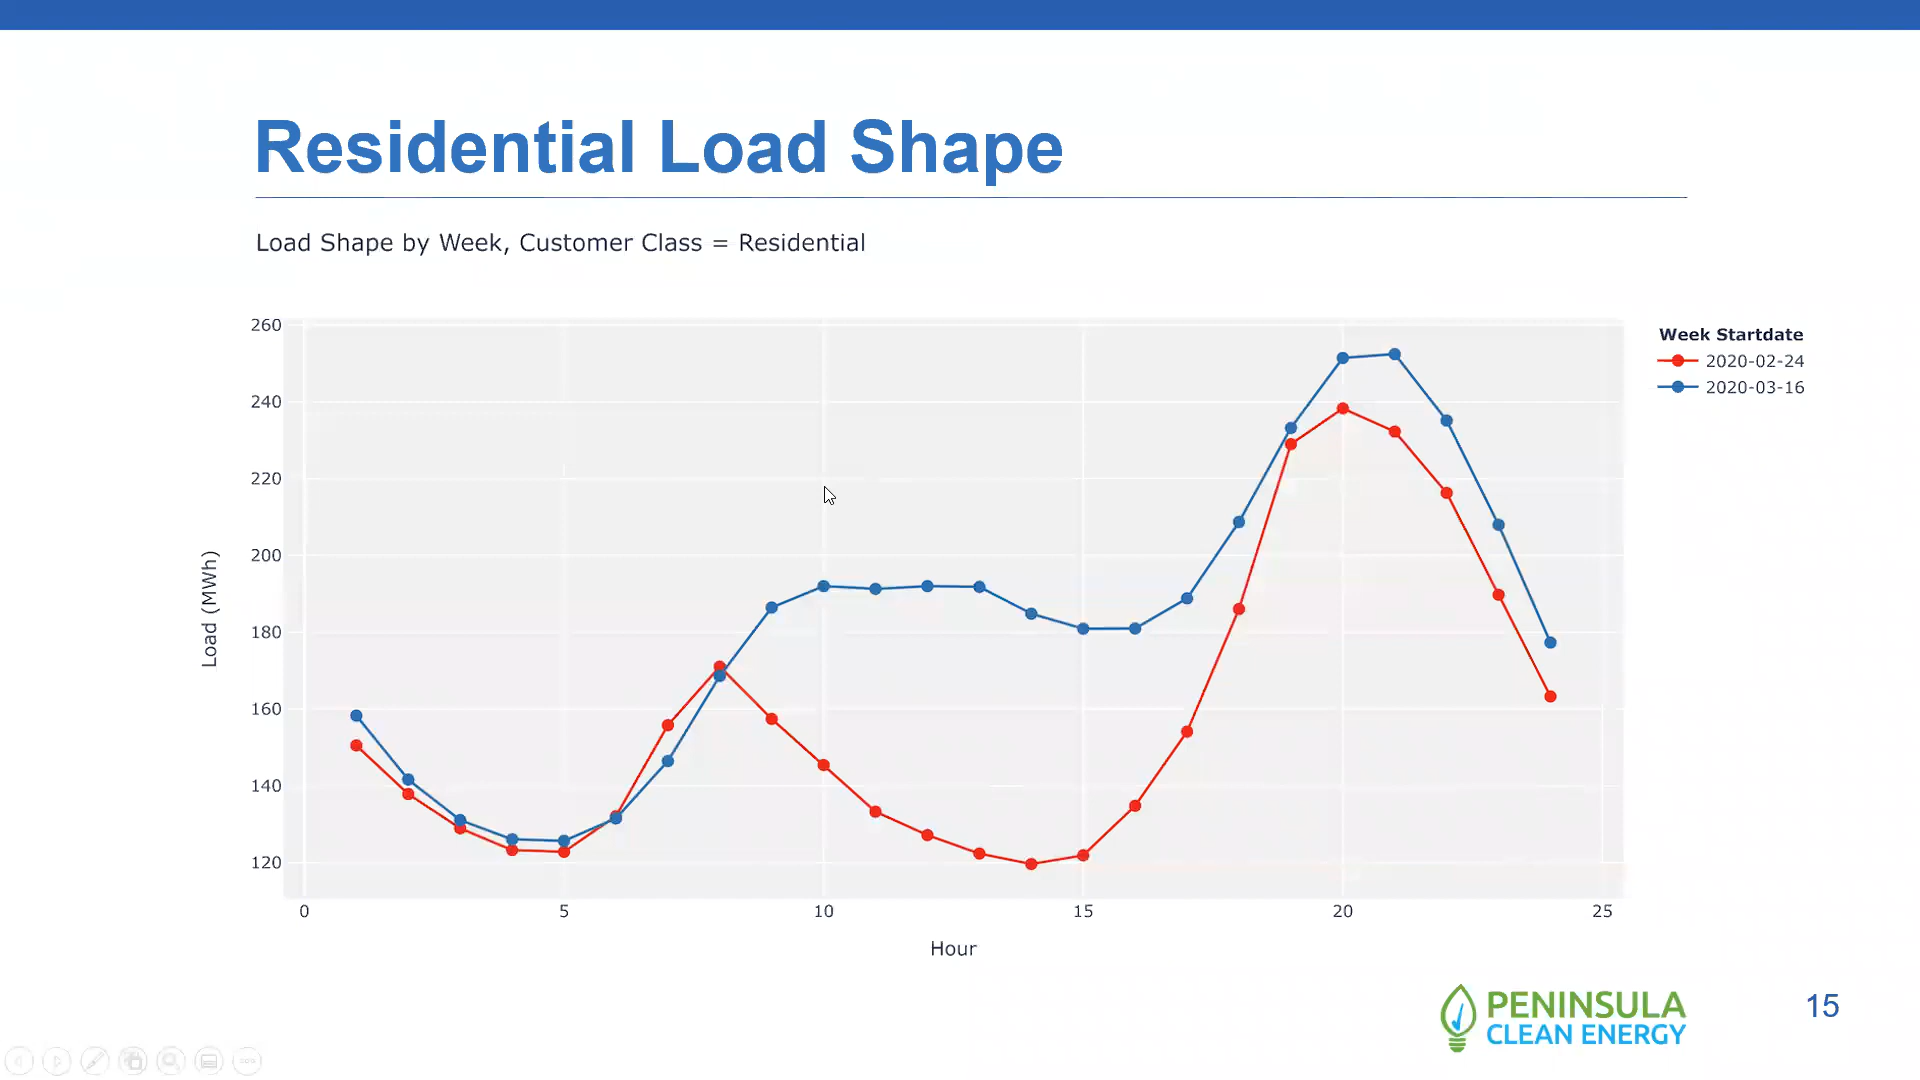 Residential Load Shape
Load Shape by Week, Customer Class = Residential
Week Startdate
2020-02-24
2020-03-16
260
240
220
200
180
160
140
120
Load (MWh)
0 5 10 15 20 25
Hour
PENINSULA
CLEAN ENERGY
15